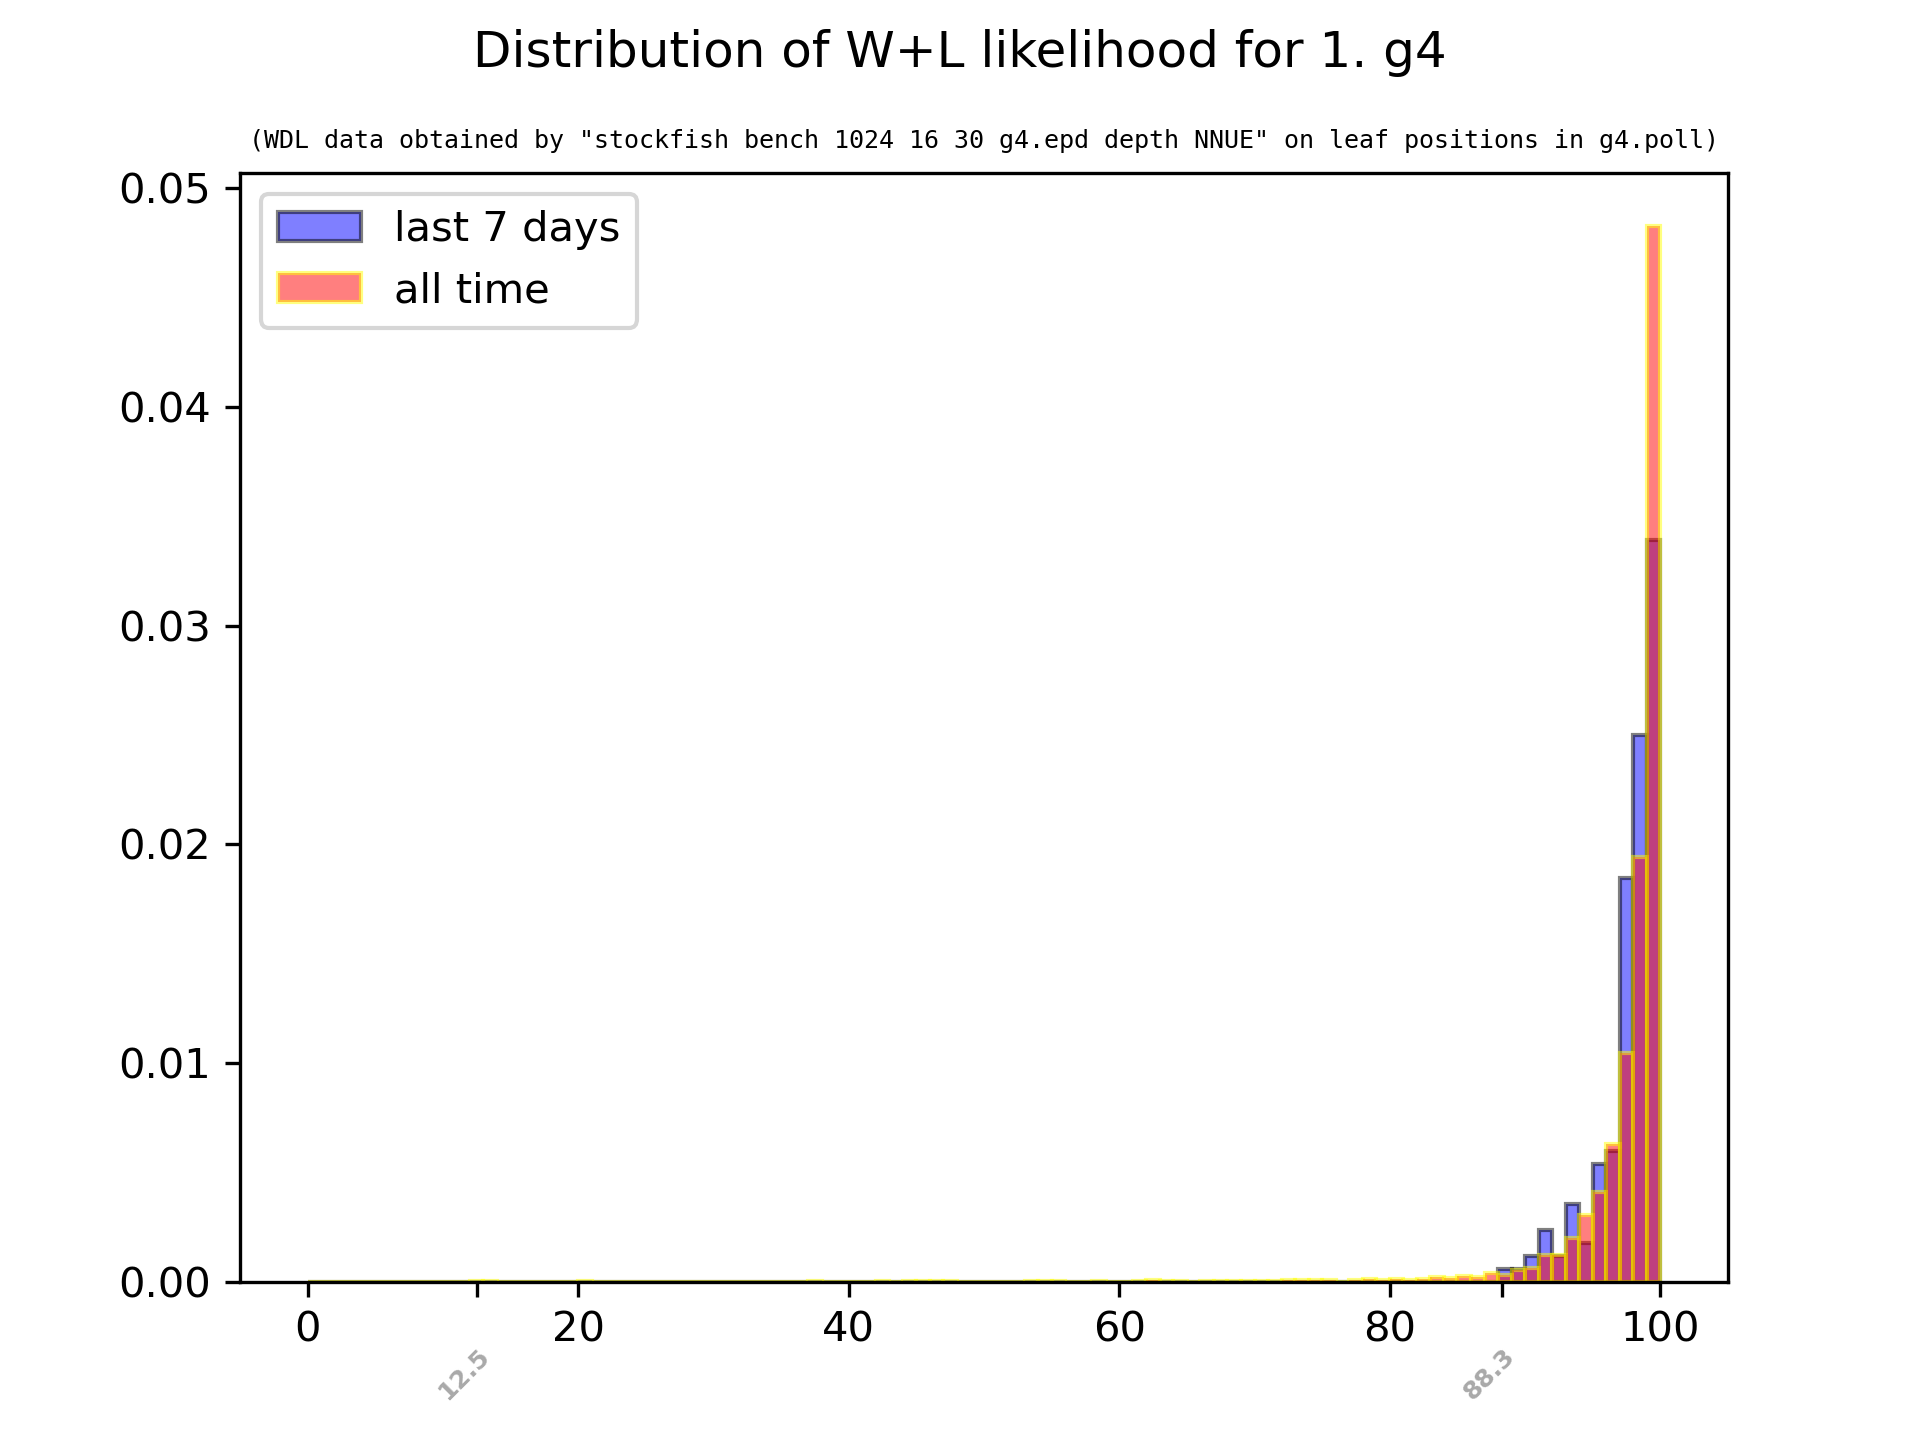 Distribution of W+L likelihood for 1. g4
(WDL data obtained by "stockfish bench 1024 16 30 g4.epd depth NNUE" on leaf positions in g4.poll)
last 7 days
all time
0.05
0.04
0.03
0.02
0.01
0.00
0 20 40 60 80 100
12.5 88.3